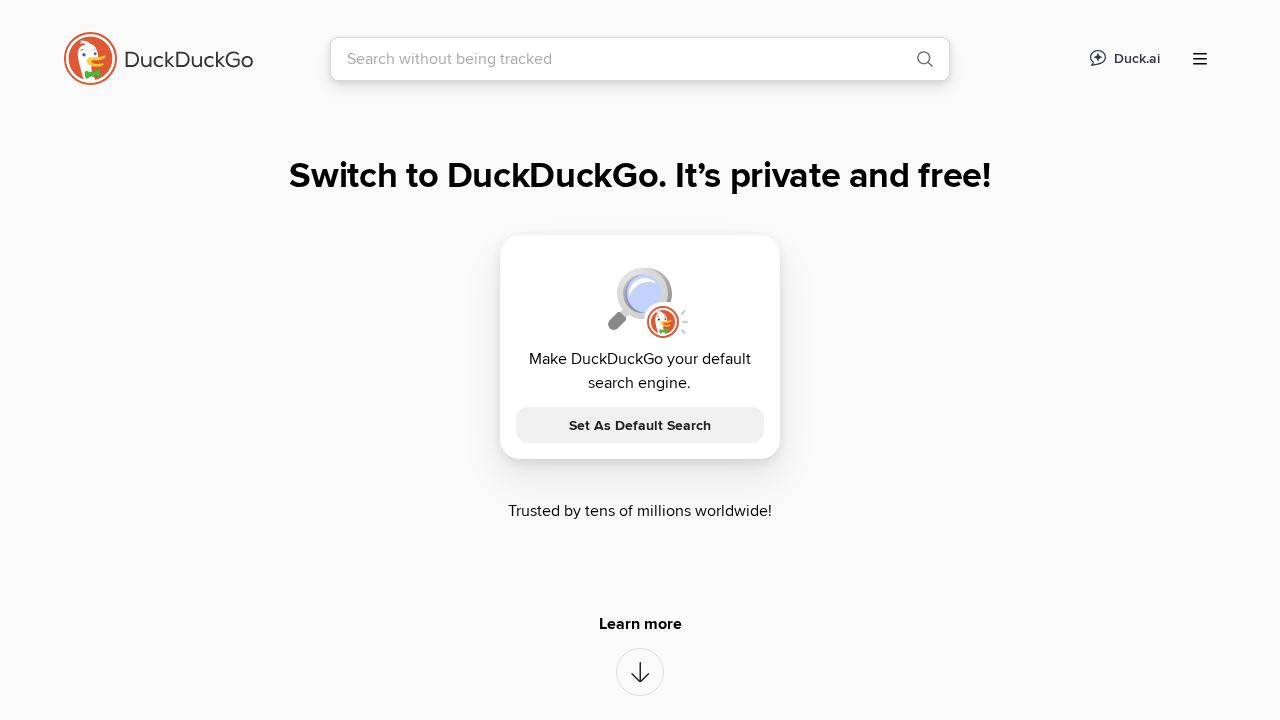 DuckDuckGo
Search without being tracked
Duck.ai
Switch to DuckDuckGo. It’s private and free!
Make DuckDuckGo your default
search engine.
Set As Default Search
Trusted by tens of millions worldwide!
Learn more